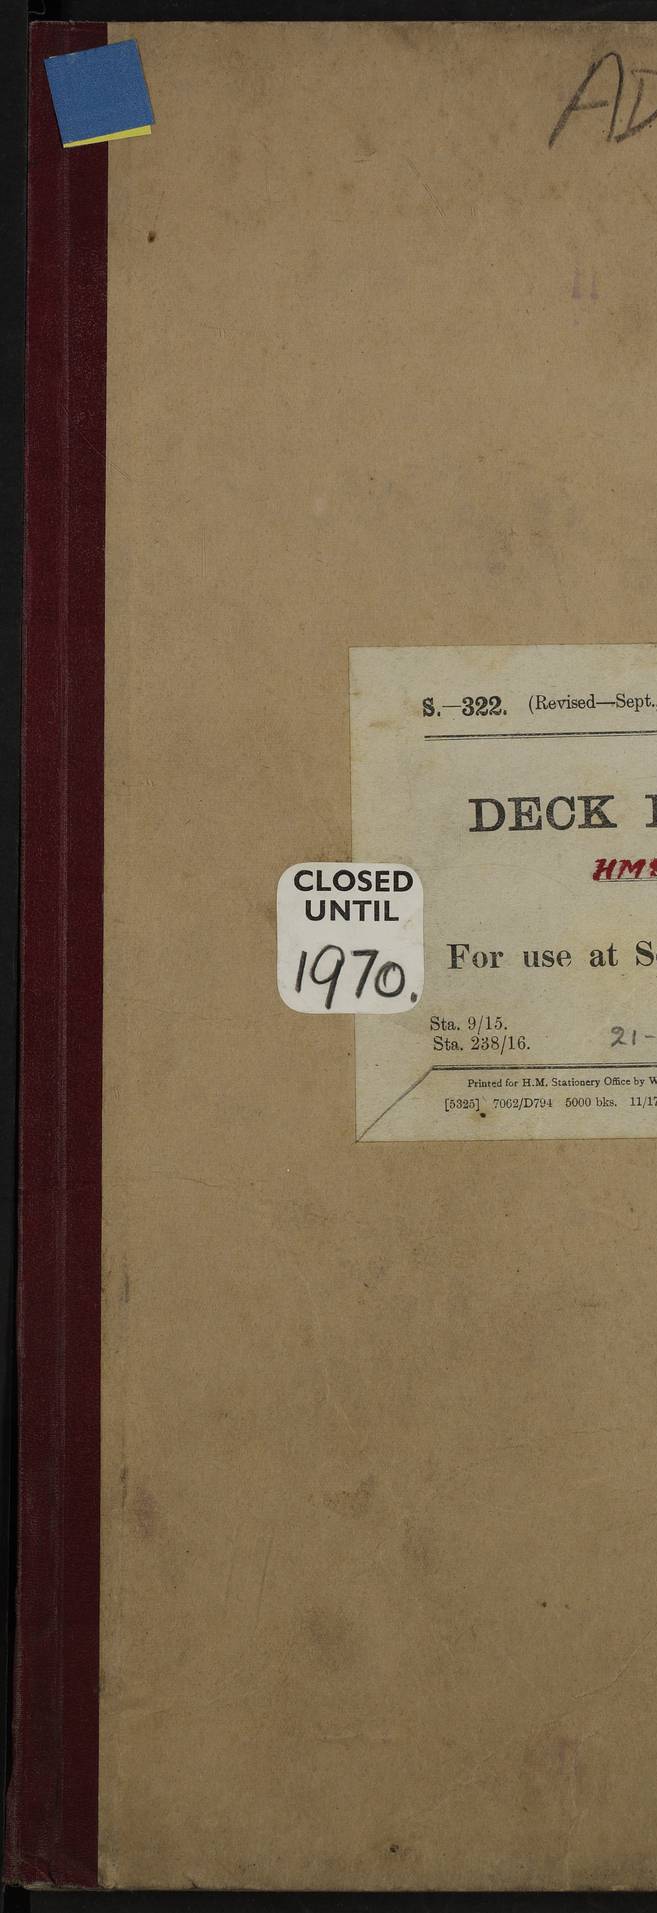 AD
S.—322. (Revised—Sept.
DECK
HMS
For use at
CLOSED
UNTIL
1970.
Sta. 9/15.
Sta. 238/16.
21-
Printed for H.M. Stationery Office by W
[5325] 7062/D794 5000 bks. 11/17